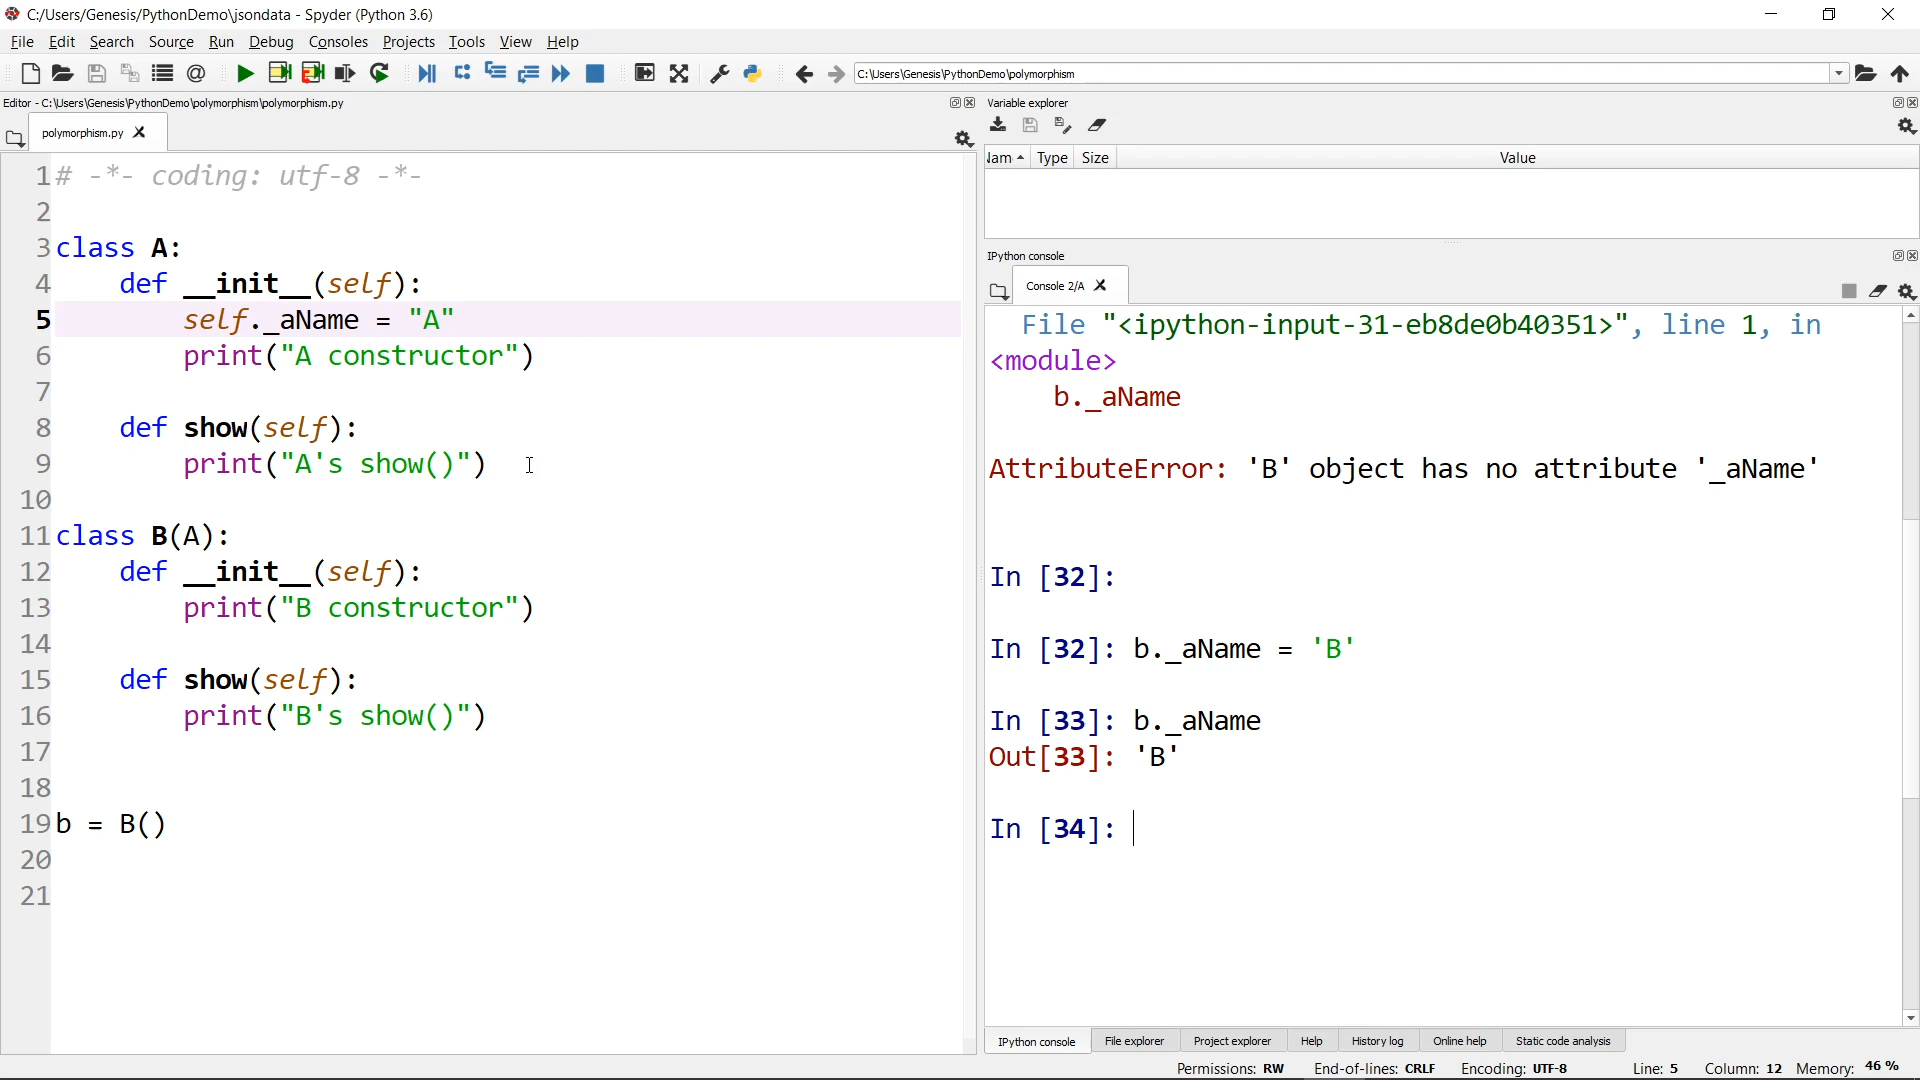 C:/Users/Genesis/PythonDemo\jsondata - Spyder (Python 3.6)
File Edit Search Source Run Debug Consoles Projects Tools View Help
C:\Users\Genesis\PythonDemo\polymorphism
Editor - C:\Users\Genesis\PythonDemo\polymorphism\polymorphism.py
polymorphism.py
1 # -*- coding: utf-8 -*-
2
3 class A:
4     def __init__(self):
5         self._aName = "A"
6         print("A constructor")
7
8     def show(self):
9         print("A's show()")
10
11 class B(A):
12     def __init__(self):
13         print("B constructor")
14
15     def show(self):
16         print("B's show()")
17
18
19 b = B()
20
21
Variable explorer
Type Size Value
IPython console
Console 2/A
File "<ipython-input-31-eb8de0b40351>", line 1, in
<module>
b._aName
AttributeError: 'B' object has no attribute '_aName'
In [32]:
In [32]: b._aName = 'B'
In [33]: b._aName
Out[33]: 'B'
In [34]:
IPython console File explorer Project explorer Help History log Online help Static code analysis
Permissions: RW End-of-lines: CRLF Encoding: UTF-8 Line: 5 Column: 12 Memory: 46 %